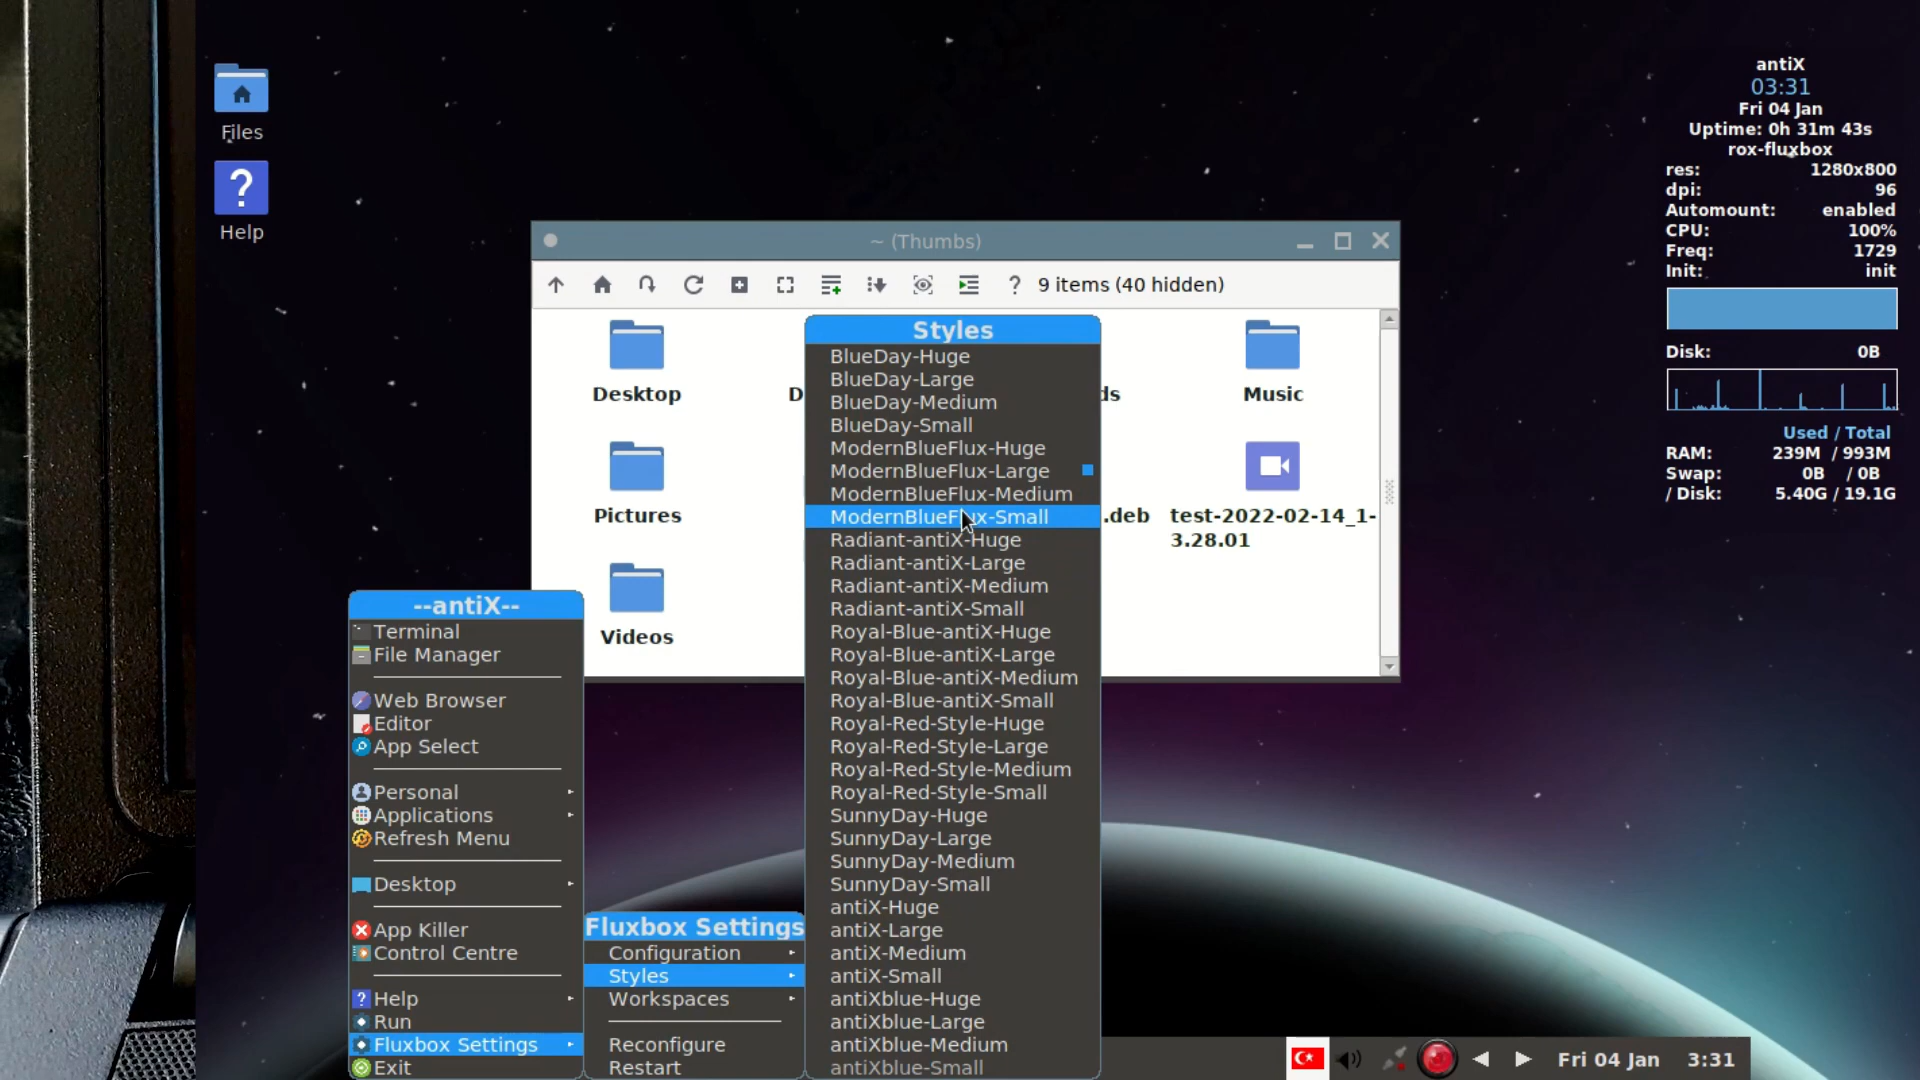 Files
Help
antiX
03:31
Fri 04 Jan
Uptime: 0h 31m 43s
rox-fluxbox
res: 1280x800
dpi: 96
Automount: enabled
CPU: 100%
Freq: 1729
Init: init
Disk: 0B
Used / Total
RAM: 239M / 993M
Swap: 0B / 0B
/ Disk: 5.40G / 19.1G
~ (Thumbs)
? 9 items (40 hidden)
Desktop
D
ds
Music
Pictures
.deb
test-2022-02-14_1-
3.28.01
Videos
Styles
BlueDay-Huge
BlueDay-Large
BlueDay-Medium
BlueDay-Small
ModernBlueFlux-Huge
ModernBlueFlux-Large
ModernBlueFlux-Medium
ModernBlueFlux-Small
Radiant-antiX-Huge
Radiant-antiX-Large
Radiant-antiX-Medium
Radiant-antiX-Small
Royal-Blue-antiX-Huge
Royal-Blue-antiX-Large
Royal-Blue-antiX-Medium
Royal-Blue-antiX-Small
Royal-Red-Style-Huge
Royal-Red-Style-Large
Royal-Red-Style-Medium
Royal-Red-Style-Small
SunnyDay-Huge
SunnyDay-Large
SunnyDay-Medium
SunnyDay-Small
antiX-Huge
antiX-Large
antiX-Medium
antiX-Small
antiXblue-Huge
antiXblue-Large
antiXblue-Medium
antiXblue-Small
--antiX--
Terminal
File Manager
Web Browser
Editor
App Select
Personal
Applications
Refresh Menu
Desktop
App Killer
Control Centre
Help
Run
Fluxbox Settings
Exit
Fluxbox Settings
Configuration
Styles
Workspaces
Reconfigure
Restart
Fri 04 Jan 3:31